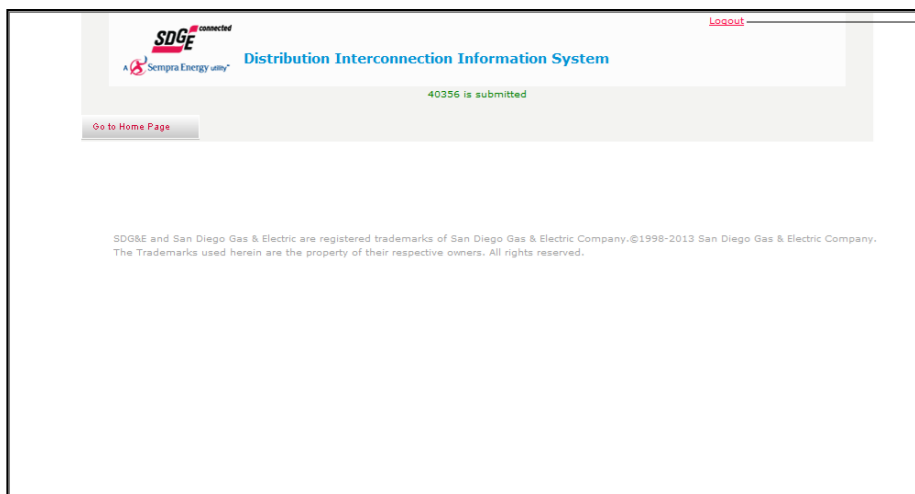 Logout
SDGE connected
A Sempra Energy utility®
Distribution Interconnection Information System
40356 is submitted
Go to Home Page
SDG&E and San Diego Gas & Electric are registered trademarks of San Diego Gas & Electric Company.©1998-2013 San Diego Gas & Electric Company.
The Trademarks used herein are the property of their respective owners. All rights reserved.